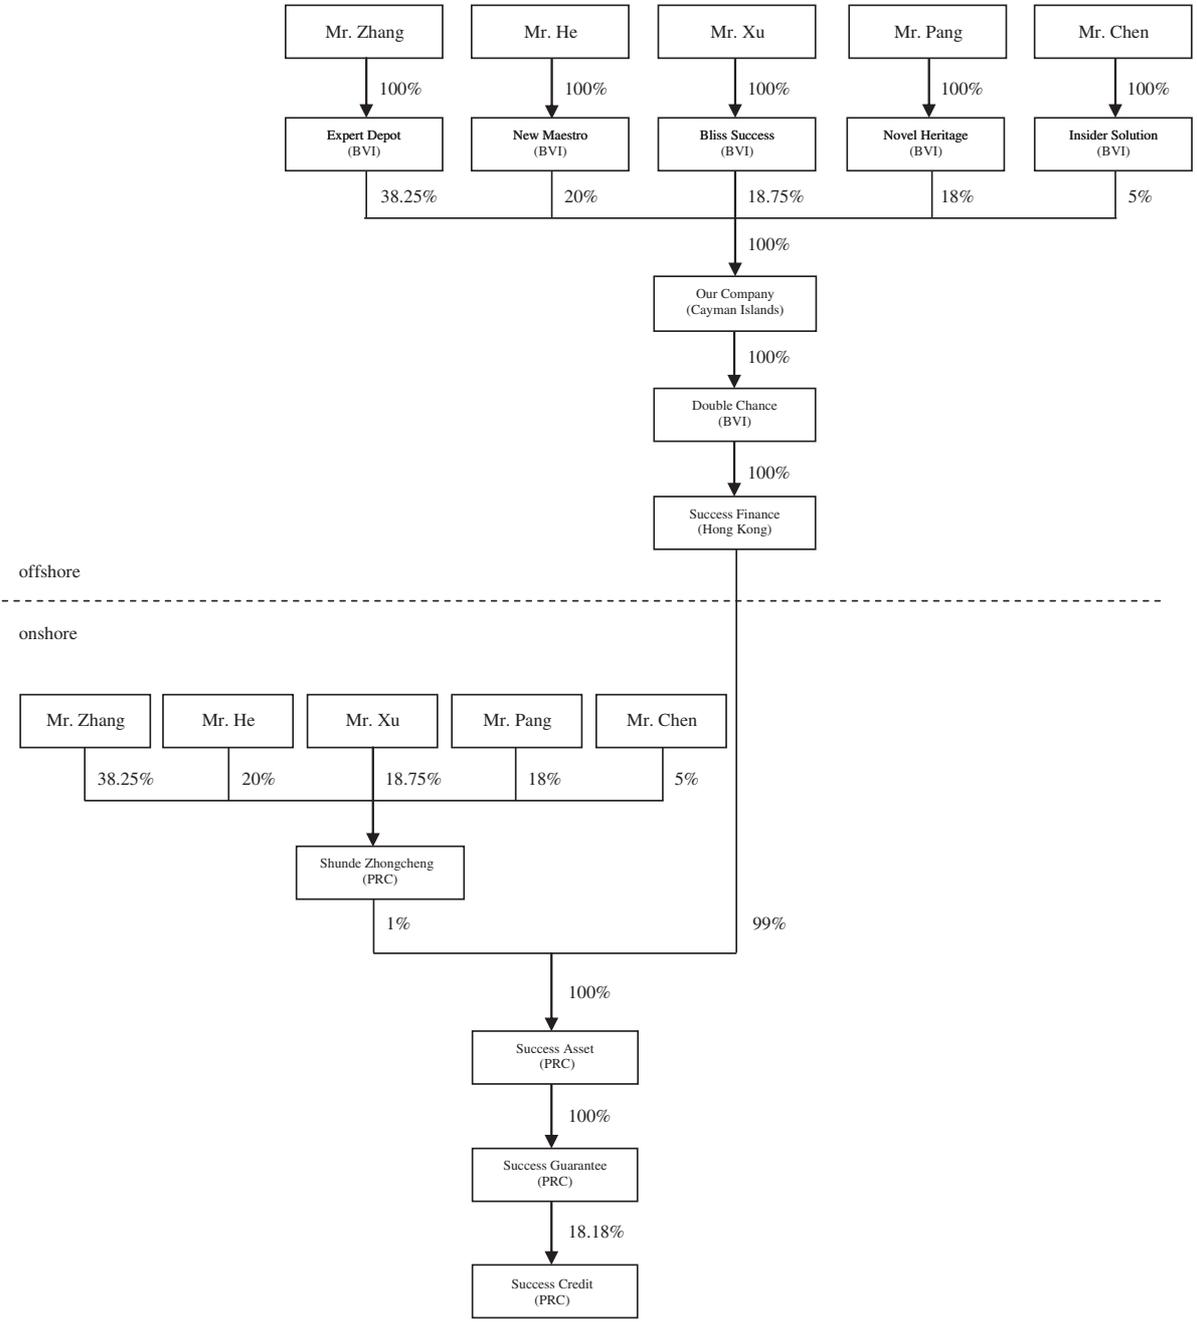 Mr. Zhang Mr. He Mr. Xu Mr. Pang Mr. Chen
100% 100% 100% 100% 100%
Expert Depot New Maestro Bliss Success Novel Heritage Insider Solution
(BVI) (BVI) (BVI) (BVI) (BVI)
38.25% 20% 18.75% 18% 5%
100%
Our Company
(Cayman Islands)
100%
Double Chance
(BVI)
100%
Success Finance
(Hong Kong)
offshore
onshore
Mr. Zhang Mr. He Mr. Xu Mr. Pang Mr. Chen
38.25% 20% 18.75% 18% 5%
Shunde Zhongcheng
(PRC)
1% 99%
100%
Success Asset
(PRC)
100%
Success Guarantee
(PRC)
18.18%
Success Credit
(PRC)